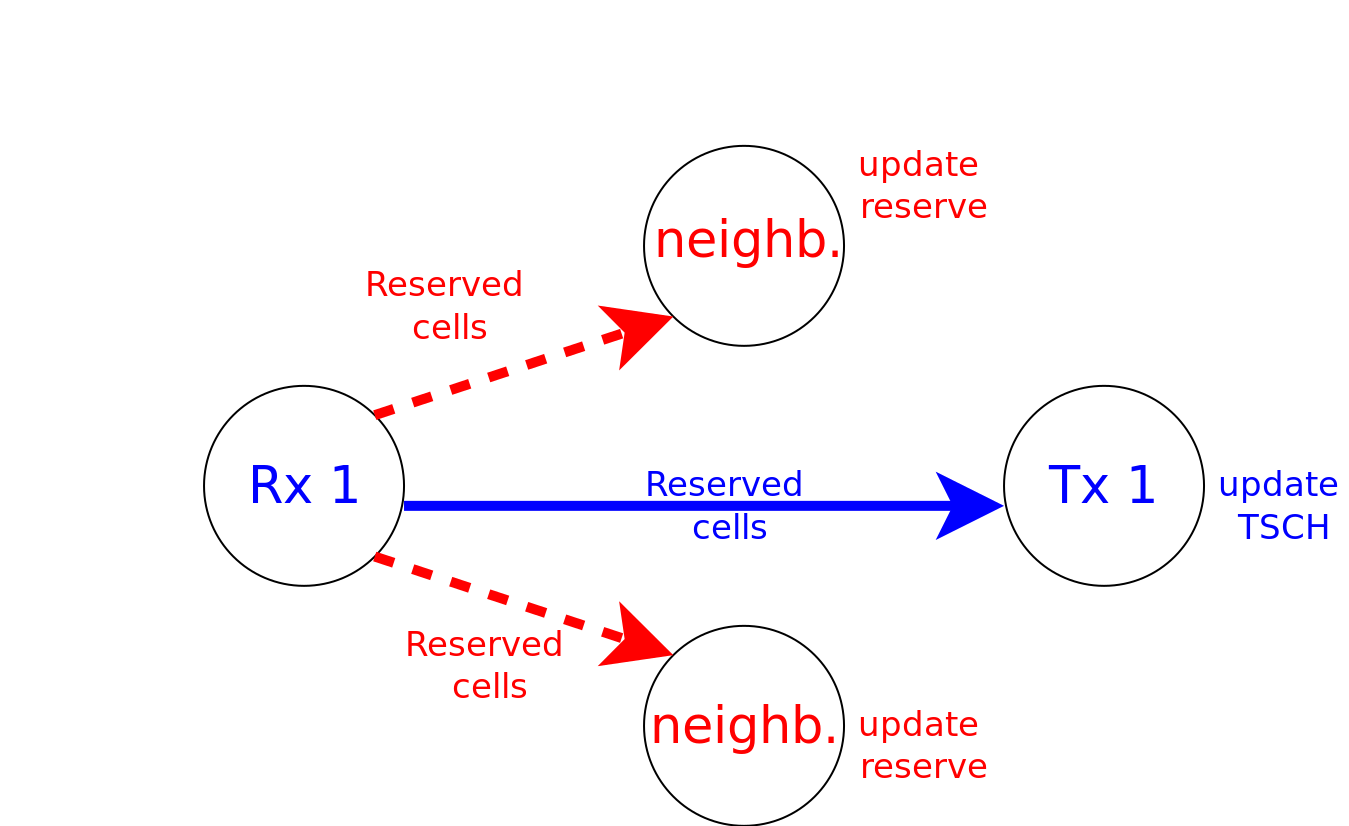 update
reserve
neighb.
Reserved
cells
Rx 1
Reserved
cells
Tx 1
update
TSCH
Reserved
cells
neighb.
update
reserve